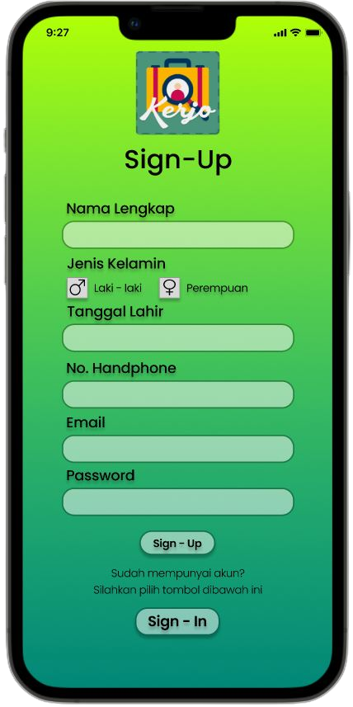 9:27
Kerjo
Sign-Up
Nama Lengkap
Jenis Kelamin
Laki - laki Perempuan
Tanggal Lahir
No. Handphone
Email
Password
Sign - Up
Sudah mempunyai akun?
Silahkan pilih tombol dibawah ini
Sign - In